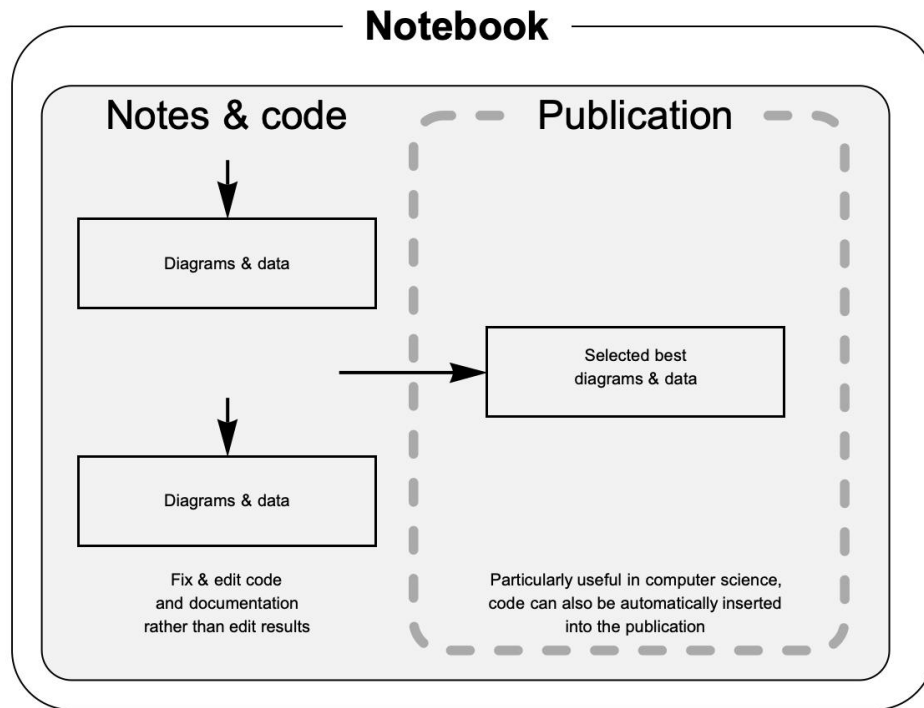 Notebook
Notes & code
Diagrams & data
Diagrams & data
Fix & edit code
and documentation
rather than edit results
Publication
Selected best
diagrams & data
Particularly useful in computer science,
code can also be automatically inserted
into the publication